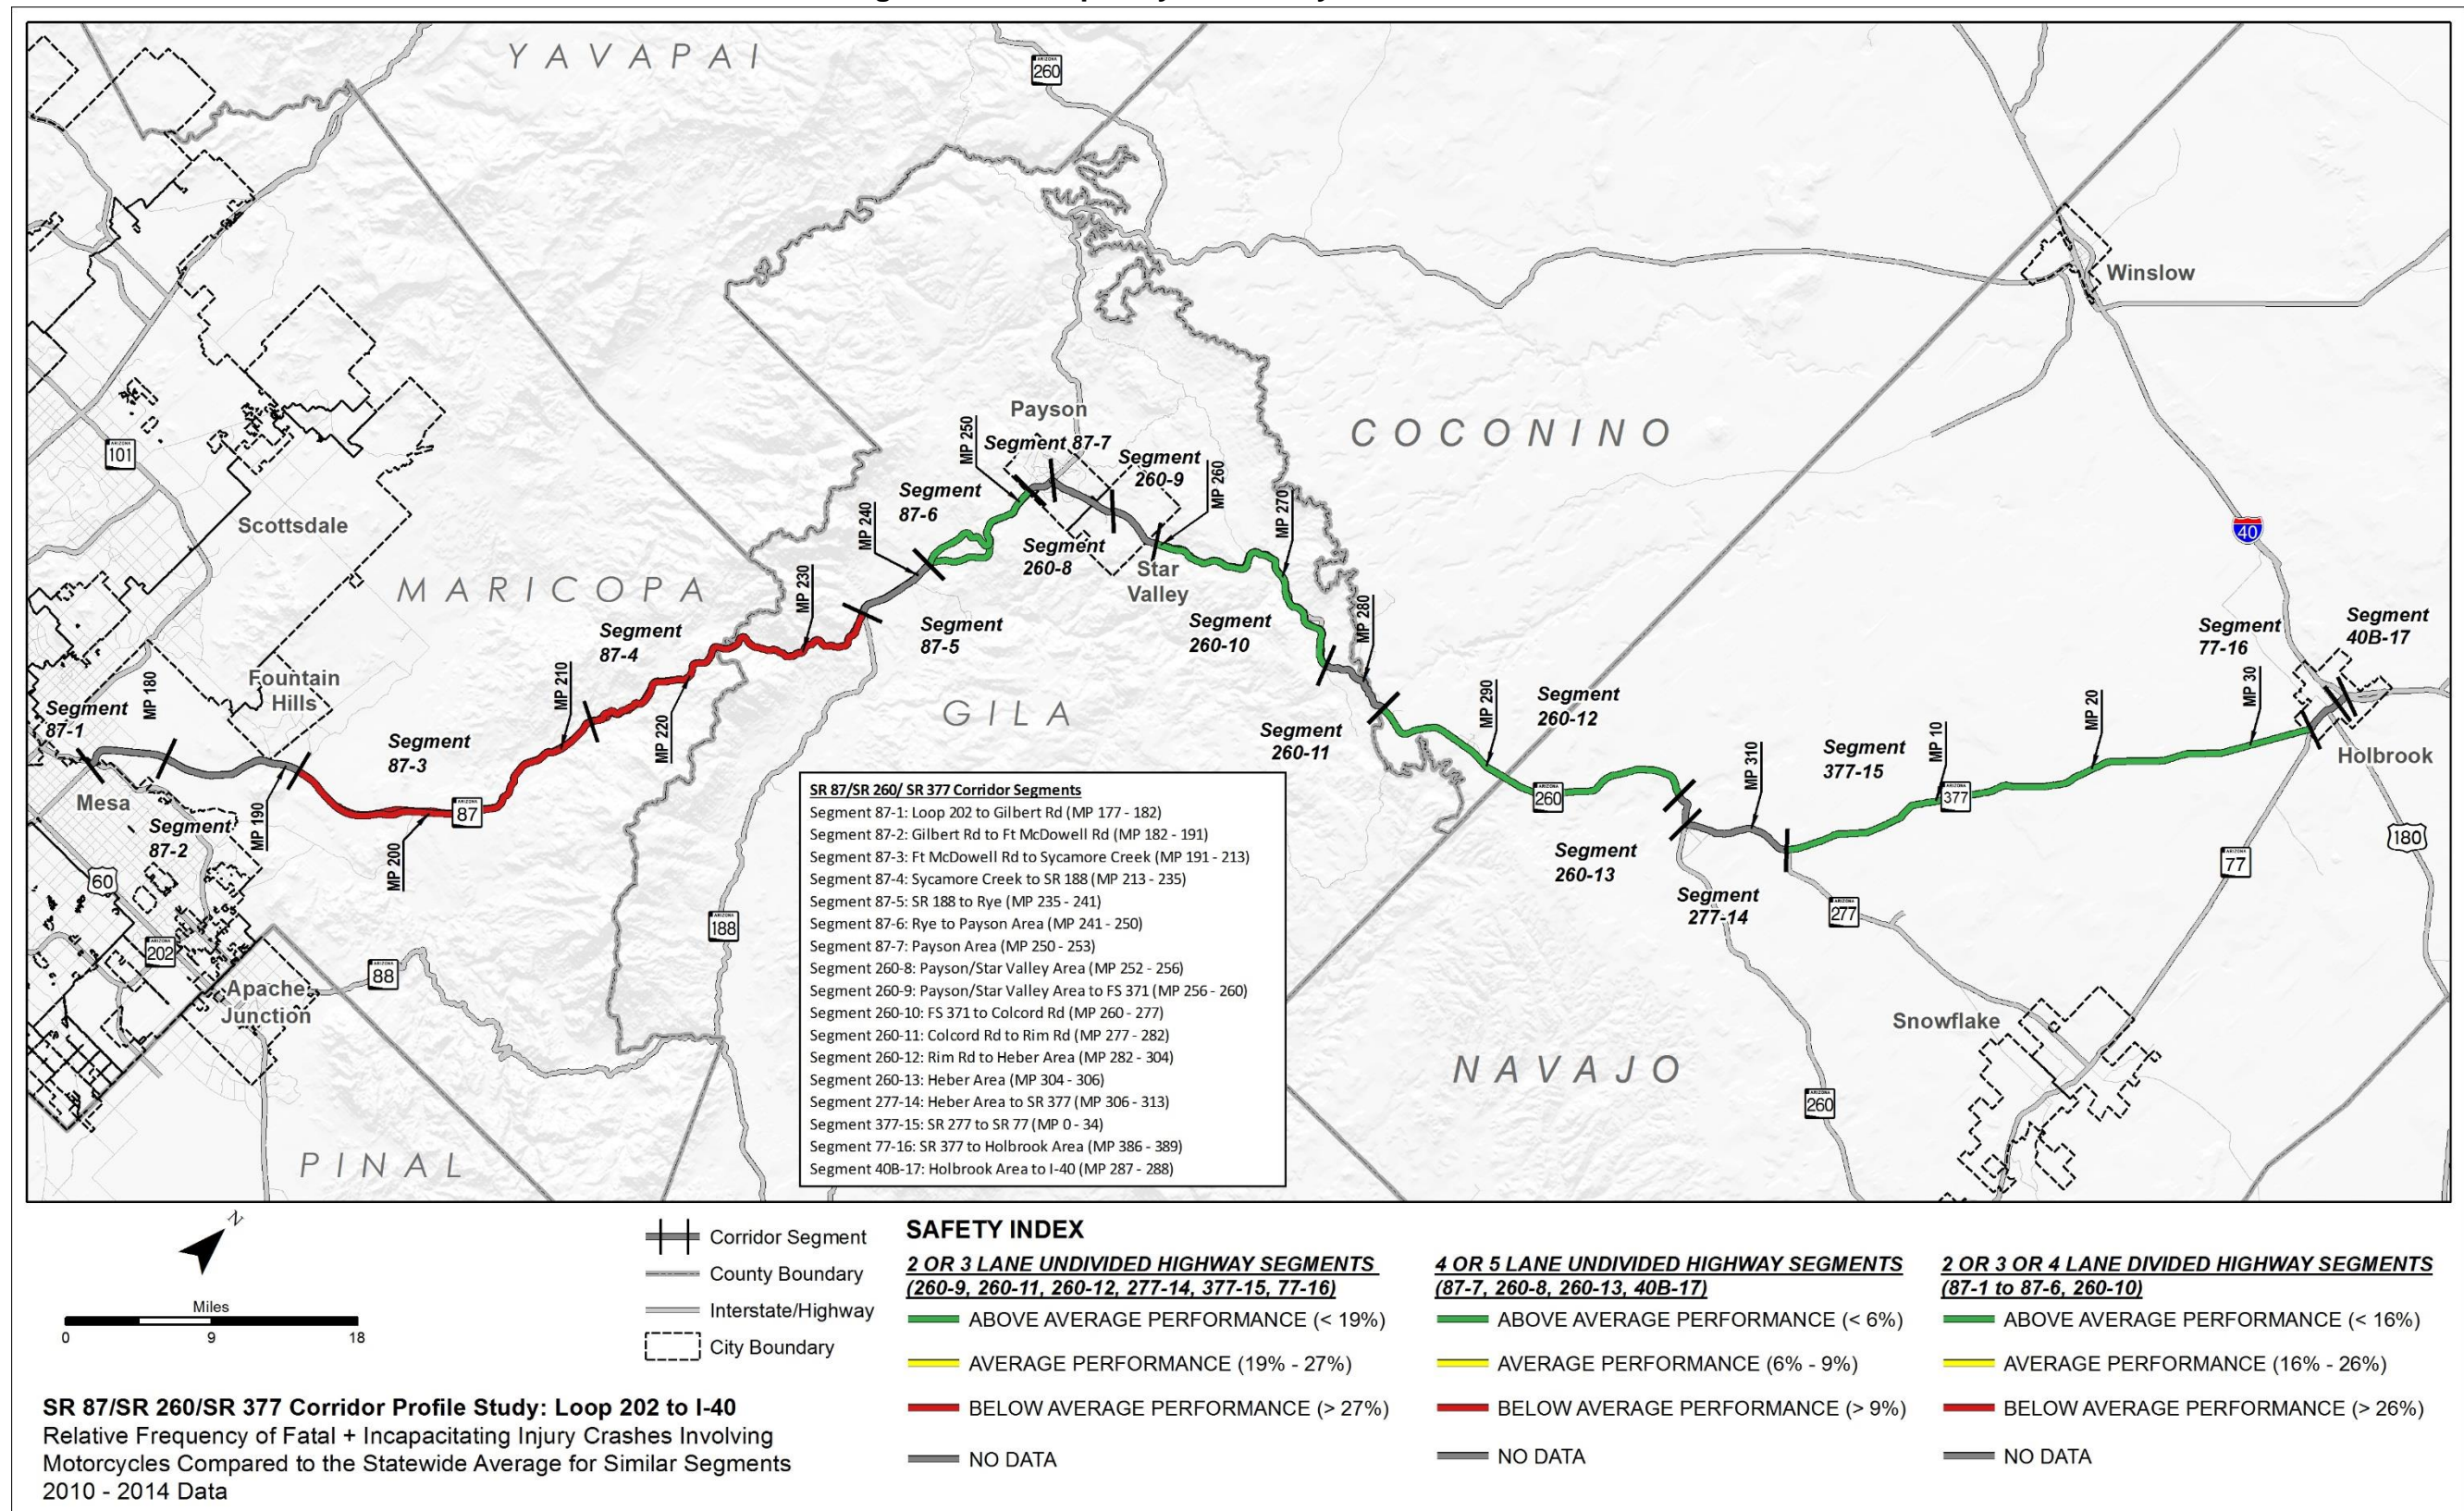 YAVAPAI
ARIZONA
260
COCONINO
Winslow
ARIZONA
101
Scottsdale
MARICOPA
Payson
MP 250
Segment 87-7
Segment
260-9
MP 260
MP 270
Segment
87-6
MP 240
Segment
260-8
Star
Valley
MP 230
Segment
87-5
Segment
87-4
Segment
260-10
MP 280
40
Segment
40B-17
Segment
77-16
Fountain
Hills
MP 180
Segment
87-1
MP 210
MP 220
GILA
Segment
260-11
MP 290
Segment
260-12
MP 30
MP 20
MP 10
Segment
377-15
MP 310
Holbrook
Segment
87-3
Mesa
Segment
87-2
MP 190
MP 200
ARIZONA
87
ARIZONA
260
ARIZONA
377
180
ARIZONA
77
60
Segment
260-13
Segment
277-14
ARIZONA
277
ARIZONA
188
ARIZONA
202
ARIZONA
88
Apache
Junction
Snowflake
NAVAJO
ARIZONA
260
PINAL
SR 87/SR 260/ SR 377 Corridor Segments
Segment 87-1: Loop 202 to Gilbert Rd (MP 177 - 182)
Segment 87-2: Gilbert Rd to Ft McDowell Rd (MP 182 - 191)
Segment 87-3: Ft McDowell Rd to Sycamore Creek (MP 191 - 213)
Segment 87-4: Sycamore Creek to SR 188 (MP 213 - 235)
Segment 87-5: SR 188 to Rye (MP 235 - 241)
Segment 87-6: Rye to Payson Area (MP 241 - 250)
Segment 87-7: Payson Area (MP 250 - 253)
Segment 260-8: Payson/Star Valley Area (MP 252 - 256)
Segment 260-9: Payson/Star Valley Area to FS 371 (MP 256 - 260)
Segment 260-10: FS 371 to Colcord Rd (MP 260 - 277)
Segment 260-11: Colcord Rd to Rim Rd (MP 277 - 282)
Segment 260-12: Rim Rd to Heber Area (MP 282 - 304)
Segment 260-13: Heber Area (MP 304 - 306)
Segment 277-14: Heber Area to SR 377 (MP 306 - 313)
Segment 377-15: SR 277 to SR 77 (MP 0 - 34)
Segment 77-16: SR 377 to Holbrook Area (MP 386 - 389)
Segment 40B-17: Holbrook Area to I-40 (MP 287 - 288)
N
Miles
0 9 18
Corridor Segment
County Boundary
Interstate/Highway
City Boundary
SAFETY INDEX
2 OR 3 LANE UNDIVIDED HIGHWAY SEGMENTS
(260-9, 260-11, 260-12, 277-14, 377-15, 77-16)
ABOVE AVERAGE PERFORMANCE (< 19%)
AVERAGE PERFORMANCE (19% - 27%)
BELOW AVERAGE PERFORMANCE (> 27%)
NO DATA
4 OR 5 LANE UNDIVIDED HIGHWAY SEGMENTS
(87-7, 260-8, 260-13, 40B-17)
ABOVE AVERAGE PERFORMANCE (< 6%)
AVERAGE PERFORMANCE (6% - 9%)
BELOW AVERAGE PERFORMANCE (> 9%)
NO DATA
2 OR 3 OR 4 LANE DIVIDED HIGHWAY SEGMENTS
(87-1 to 87-6, 260-10)
ABOVE AVERAGE PERFORMANCE (< 16%)
AVERAGE PERFORMANCE (16% - 26%)
BELOW AVERAGE PERFORMANCE (> 26%)
NO DATA
SR 87/SR 260/SR 377 Corridor Profile Study: Loop 202 to I-40
Relative Frequency of Fatal + Incapacitating Injury Crashes Involving
Motorcycles Compared to the Statewide Average for Similar Segments
2010 - 2014 Data